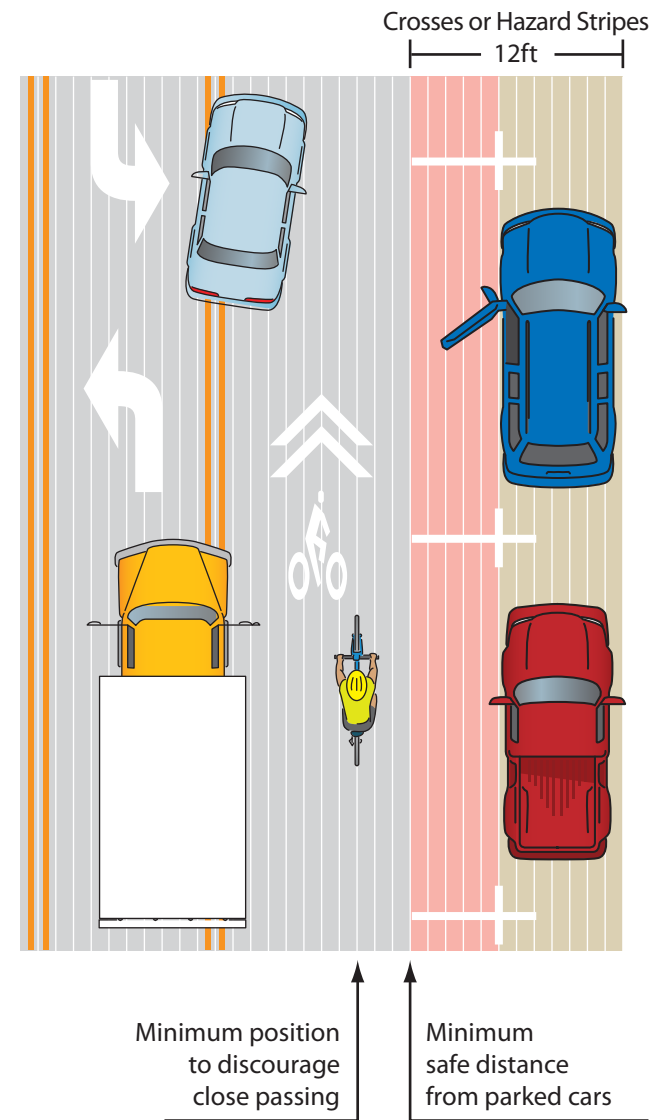 Crosses or Hazard Stripes
12ft
Minimum position
to discourage
close passing
Minimum
safe distance
from parked cars